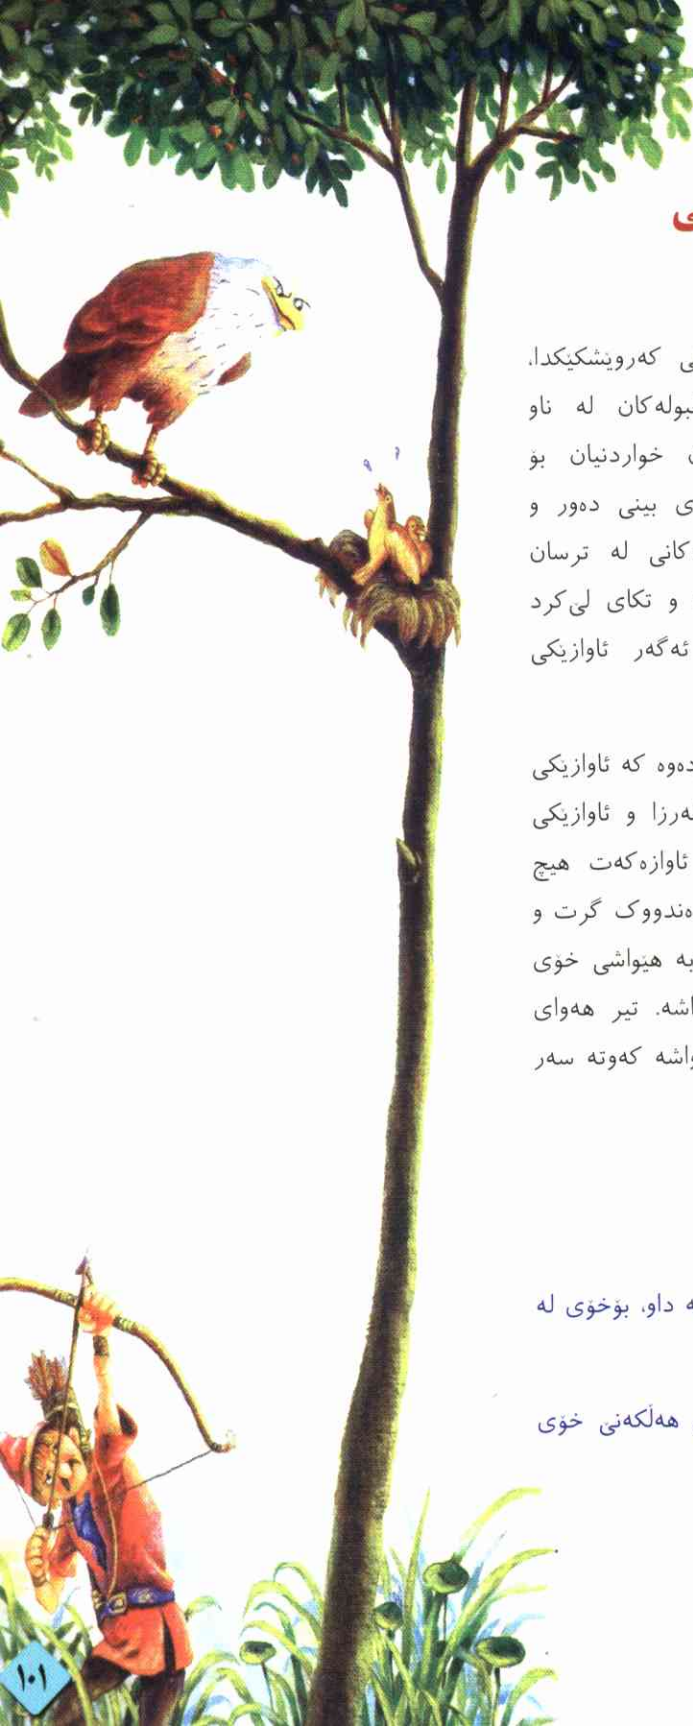 ی
ی کەروێشکێکدا،
بولەکان لە ناو
خواردنیان بۆ
ی بینی دەور و
کانی لە ترسان
و تکای لێ‌کرد
ئەگەر ئاوازێکی
دەوە کە ئاوازێکی
ەرزا و ئاوازێکی
ئاوازەکەت هیچ
ەندووک گرت و
بە هێواشی خۆی
اشە. تیر هەوای
واشە کەوتە سەر
ە داو، بۆخۆی لە
هەڵکەنێ خۆی
١٠١